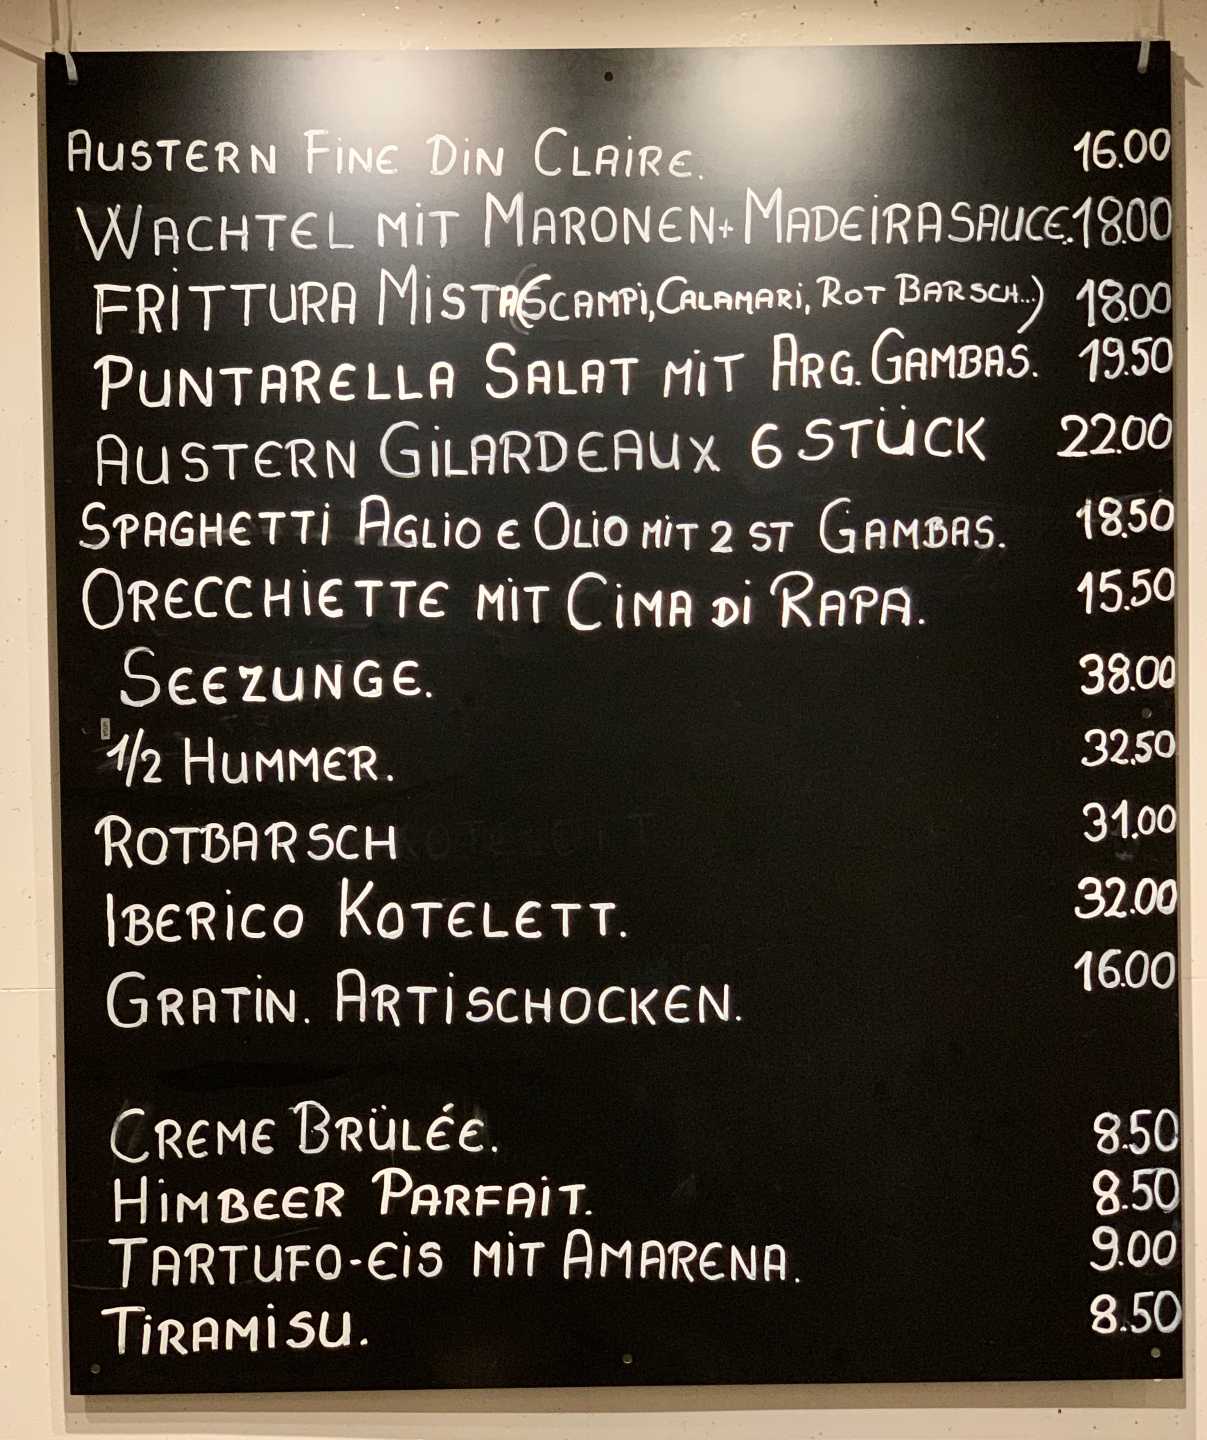 AUSTERN FINE DIN CLAIRE. 16.00
WACHTEL MIT MARONEN+MADEIRASAUCE. 18.00
FRITTURA MISTA (SCAMPI, CALAMARI, ROT BARSCH...) 18.00
PUNTARELLA SALAT MIT ARG. GAMBAS. 19.50
AUSTERN GILARDEAUX 6 STÜCK 22.00
SPAGHETTI AGLIO E OLIO MIT 2 ST GAMBAS. 18.50
ORECCHIETTE MIT CIMA DI RAPA. 15.50
SEEZUNGE. 38.00
1/2 HUMMER. 32.50
ROTBARSCH 31.00
IBERICO KOTELETT. 32.00
GRATIN. ARTISCHOCKEN. 16.00
CREME BRÜLÉE. 8.50
HIMBEER PARFAIT. 8.50
TARTUFO-EIS MIT AMARENA. 9.00
TIRAMISU. 8.50